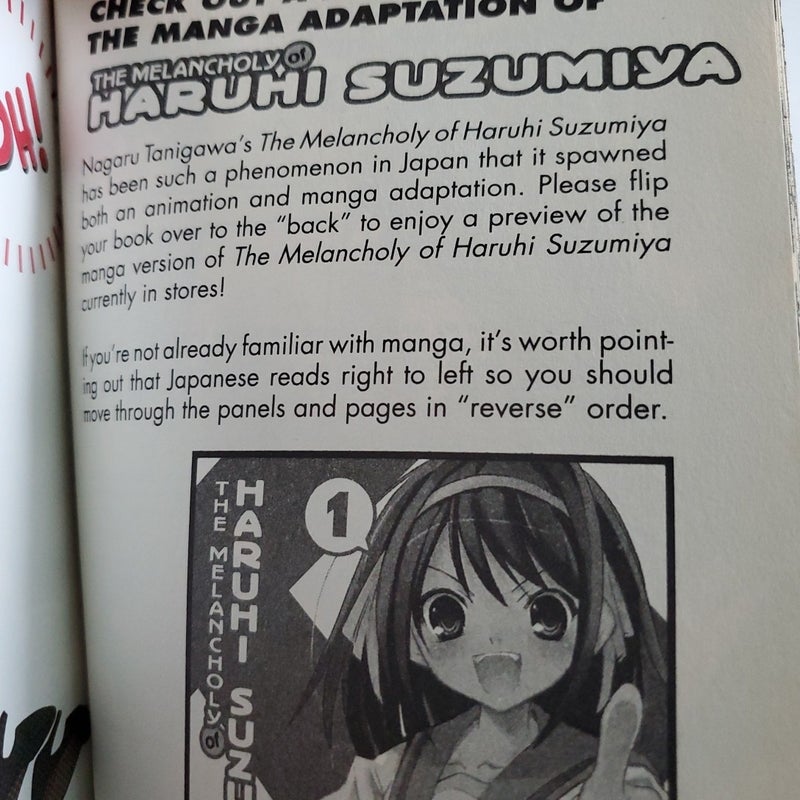 CHECK OUT A
THE MANGA ADAPTATION OF
THE MELANCHOLY of
HARUHI SUZUMIYA
Nagaru Tanigawa's The Melancholy of Haruhi Suzumiya
has been such a phenomenon in Japan that it spawned
both an animation and manga adaptation. Please flip
your book over to the "back" to enjoy a preview of the
manga version of The Melancholy of Haruhi Suzumiya
currently in stores!
If you're not already familiar with manga, it's worth point-
ing out that Japanese reads right to left so you should
move through the panels and pages in "reverse" order.
1
THE MELANCHOLY of
HARUHI SUZU